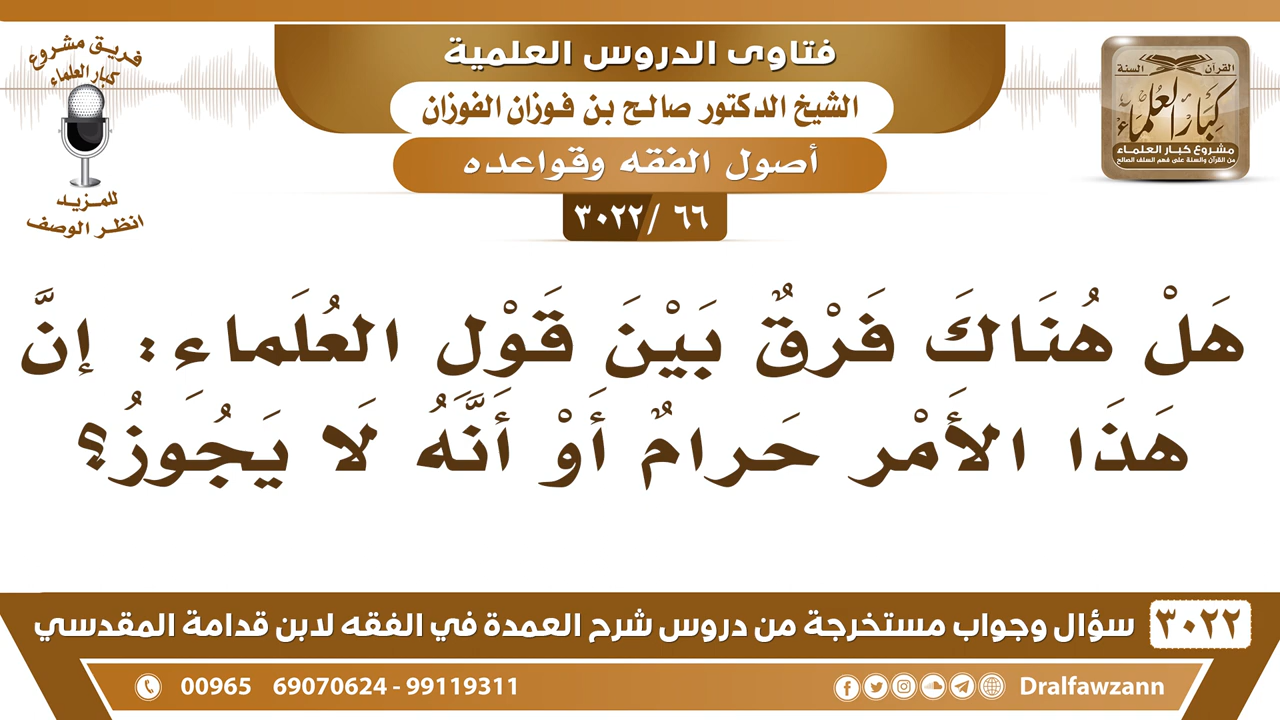 فتاوى الدروس العلمية
الشيخ الدكتور صالح بن فوزان الفوزان
أصول الفقه وقواعده
٦٦ /٣٠٢٢
فريق مشروع
كبار العلماء
للمزيد
انظر الوصف
القرآن السنة
كبار العلماء
مشروع كبار العلماء
من القرآن والسنة على فهم السلف الصالح
هَلْ هُنَاكَ فَرْقٌ بَيْنَ قَوْلِ العُلَماءِ: إنَّ
هَذَا الأَمْرِ حَرامٌ أَوْ أَنَّهُ لَا يَجُوَزُ؟
٣٠٢٢ سؤال وجواب مستخرجة من دروس شرح العمدة في الفقه لابن قدامة المقدسي
00965 69070624 - 99119311
Dralfawzann